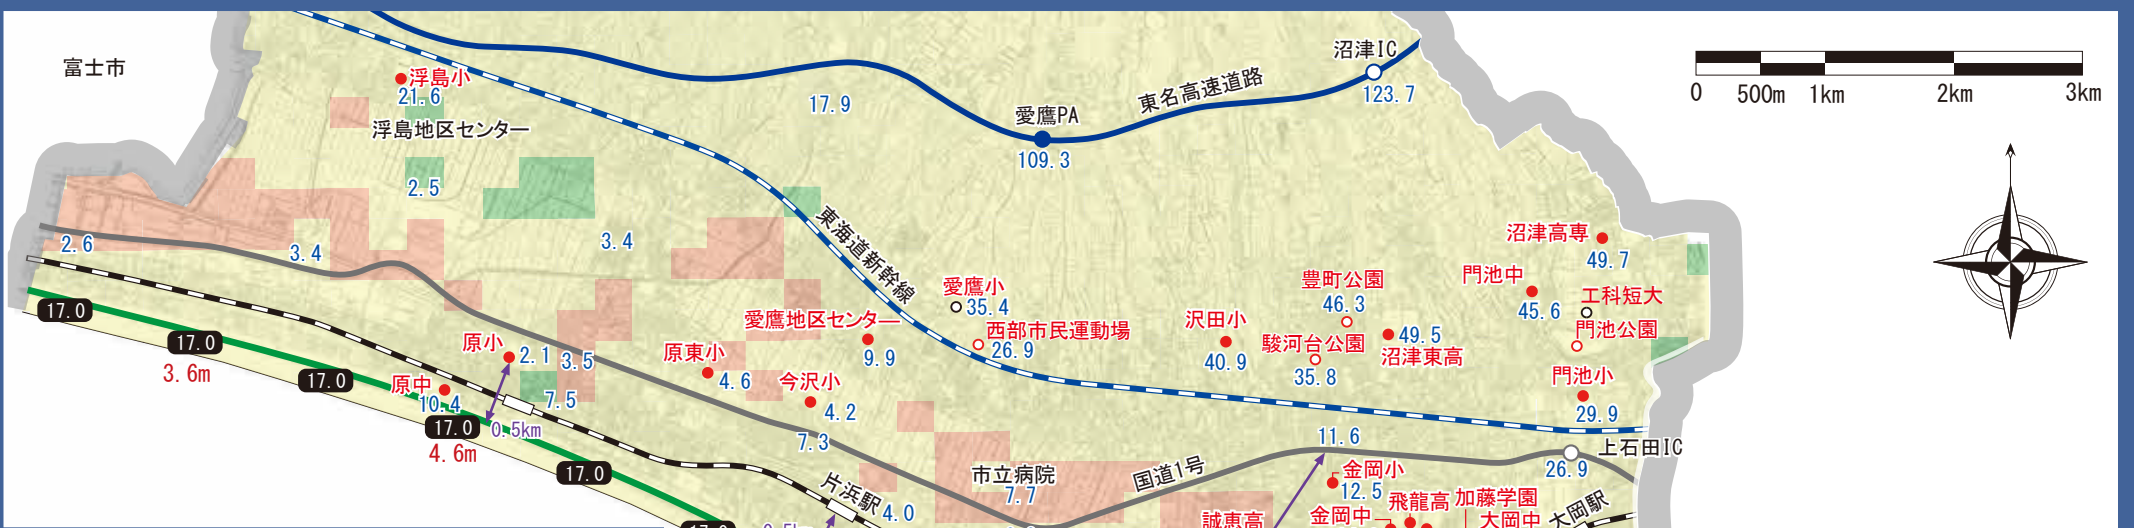 富士市
浮島小
21.6
浮島地区センター
2.5
17.9
愛鷹PA
109.3
東名高速道路
沼津IC
123.7
0 500m 1km 2km 3km
2.6
3.4
3.4
東海道新幹線
沼津高専
49.7
門池中
45.6
工科短大
門池公園
豊町公園
46.3
愛鷹小
35.4
西部市民運動場
26.9
沢田小
40.9
駿河台公園
35.8
49.5
沼津東高
門池小
29.9
愛鷹地区センター
9.9
17.0
17.0
3.6m
17.0
原小
2.1
3.5
原東小
4.6
今沢小
4.2
原中
10.4
7.5
17.0
0.5km
4.6m
7.3
17.0
11.6
上石田IC
26.9
市立病院
7.7
国道1号
金岡小
12.5
片浜駅
4.0
誠恵高
金岡中
飛龍高
加藤学園
大岡中
大岡駅
17.0